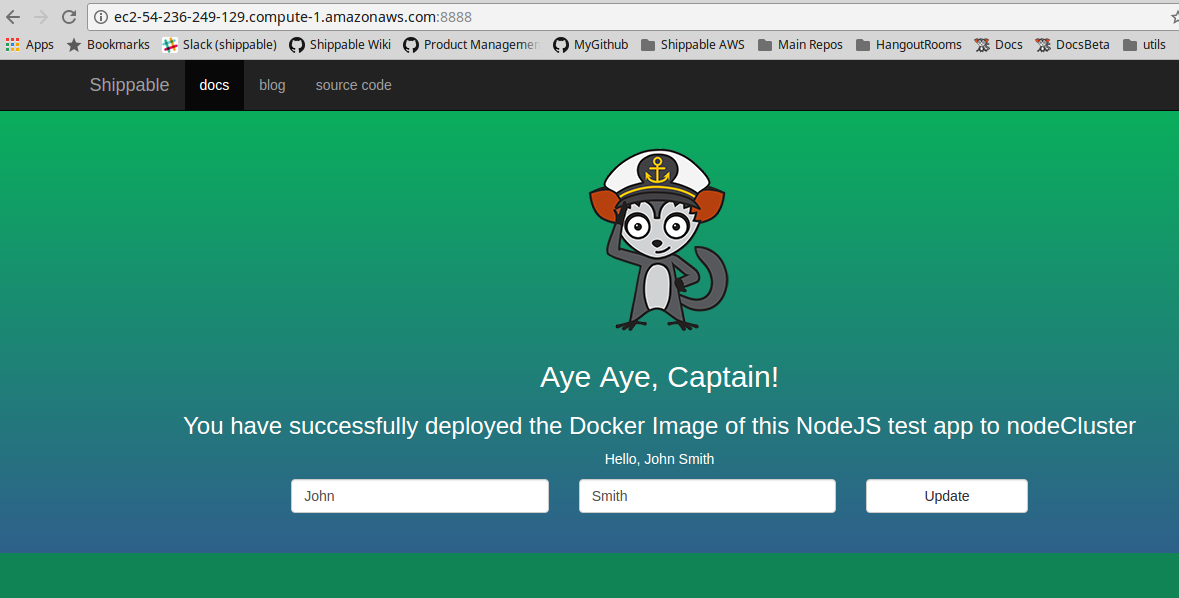 ec2-54-236-249-129.compute-1.amazonaws.com:8888
Apps Bookmarks Slack (shippable) Shippable Wiki Product Managemen MyGithub Shippable AWS Main Repos HangoutRooms Docs DocsBeta utils
Shippable docs blog source code
Aye Aye, Captain!
You have successfully deployed the Docker Image of this NodeJS test app to nodeCluster
Hello, John Smith
John Smith Update